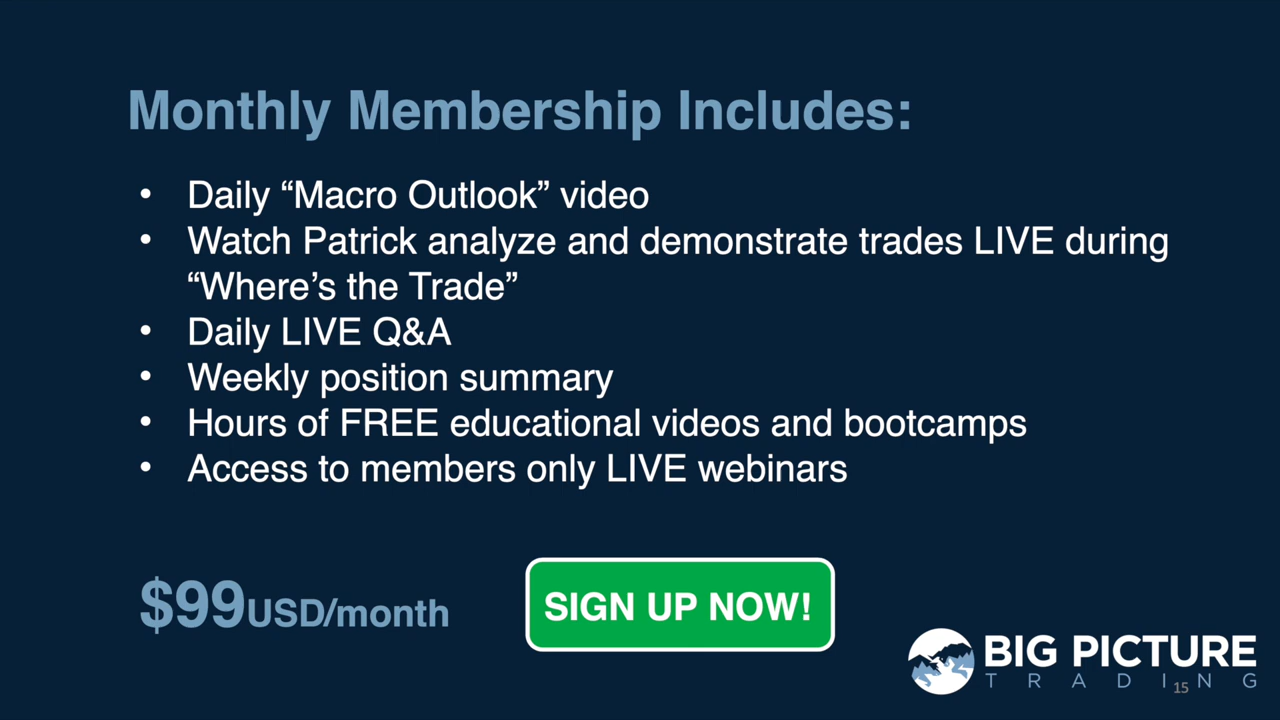 Monthly Membership Includes:
• Daily “Macro Outlook” video
• Watch Patrick analyze and demonstrate trades LIVE during
“Where’s the Trade”
• Daily LIVE Q&A
• Weekly position summary
• Hours of FREE educational videos and bootcamps
• Access to members only LIVE webinars
$99USD/month
SIGN UP NOW!
BIG PICTURE
TRADING
15